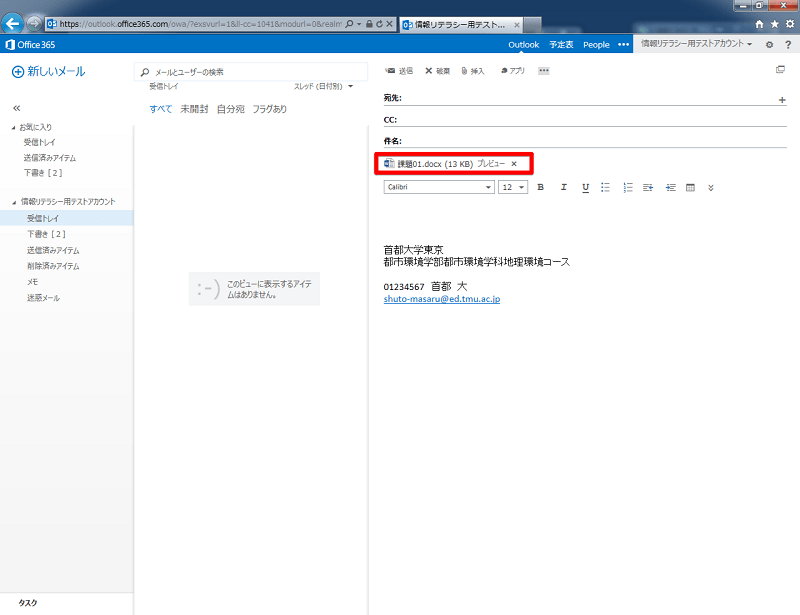 https://outlook.office365.com/owa/?exsvurl=1&ll-cc=1041&modurl=0&realm
情報リテラシー用テスト...
Office 365
Outlook 予定表 People ••• 情報リテラシー用テストアカウント ?
新しいメール
メールとユーザーの検索
送信 破棄 挿入 アプリ •••
受信トレイ スレッド (日付別)
すべて 未開封 自分宛 フラグあり
お気に入り
受信トレイ
送信済みアイテム
下書き [ 2 ]
情報リテラシー用テストアカウント
受信トレイ
下書き [ 2 ]
送信済みアイテム
削除済みアイテム
メモ
迷惑メール
このビューに表示するアイテ
ムはありません。
宛先:
CC:
件名:
課題01.docx (13 KB) プレビュー ×
Calibri 12 B I U
首都大学東京
都市環境学部都市環境学科地理環境コース
01234567 首都 大
shuto-masaru@ed.tmu.ac.jp
タスク